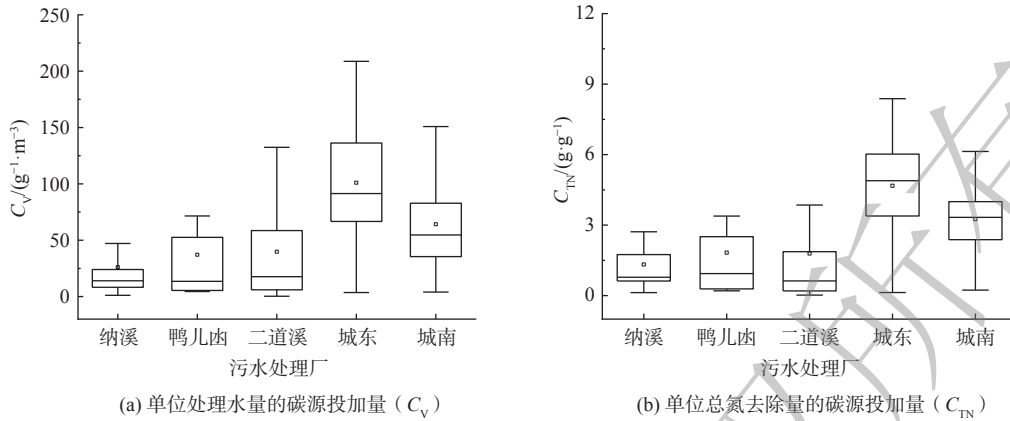 250
200
150
100
50
0
C_V/(g⁻¹·m⁻³)
纳溪 鸭儿凼 二道溪 城东 城南
污水处理厂
(a) 单位处理水量的碳源投加量（C_V）
12
9
6
3
0
C_TN/(g·g⁻¹)
纳溪 鸭儿凼 二道溪 城东 城南
污水处理厂
(b) 单位总氮去除量的碳源投加量（C_TN）
所有